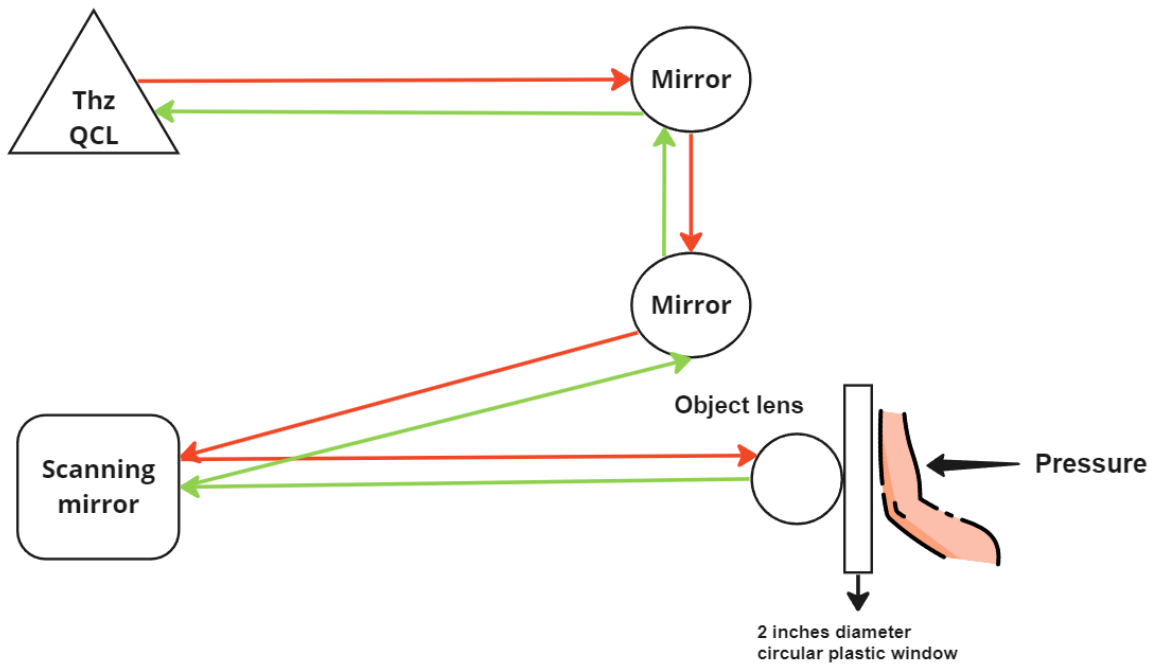 Thz
QCL
Mirror
Mirror
Object lens
Scanning
mirror
Pressure
2 inches diameter
circular plastic window